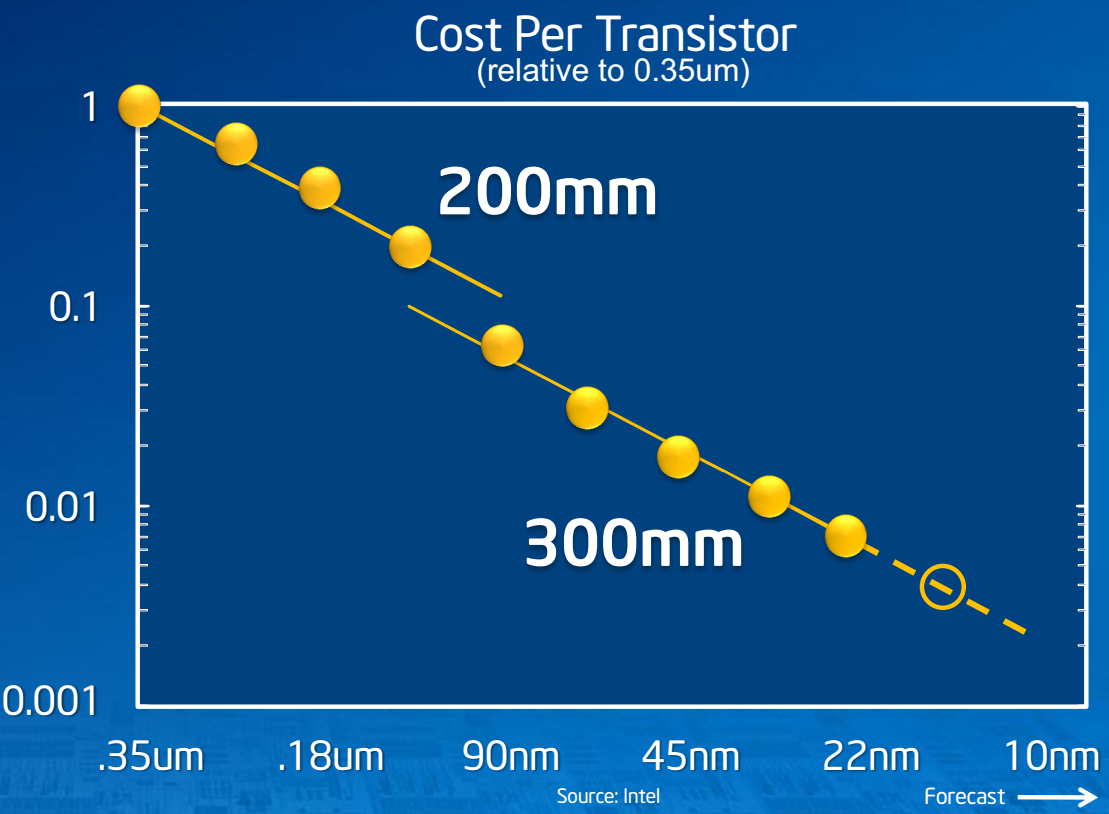 Cost Per Transistor
(relative to 0.35um)
1
200mm
0.1
0.01
300mm
0.001
.35um .18um 90nm 45nm 22nm 10nm
Source: Intel Forecast